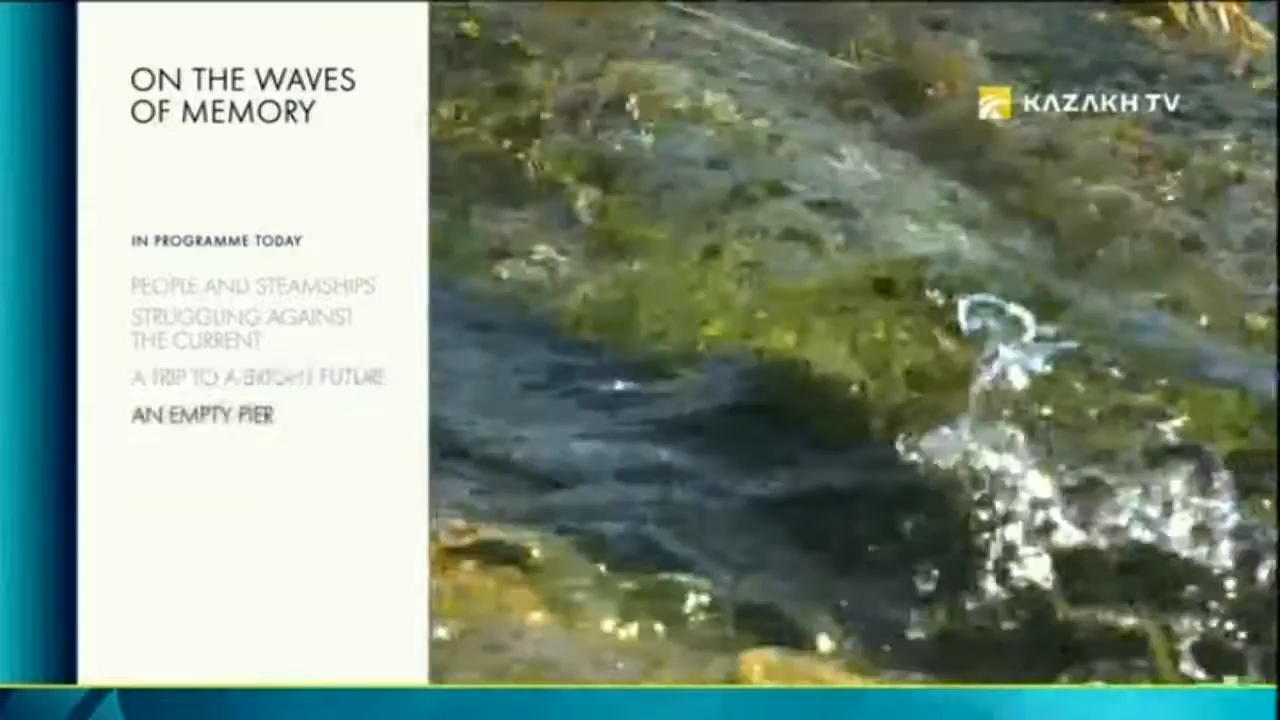 ON THE WAVES
OF MEMORY
KAZAKH TV
IN PROGRAMME TODAY
PEOPLE AND STEAMSHIPS
STRUGGLING AGAINST
THE CURRENT
A TRIP TO A BRIGHT FUTURE
AN EMPTY PIER